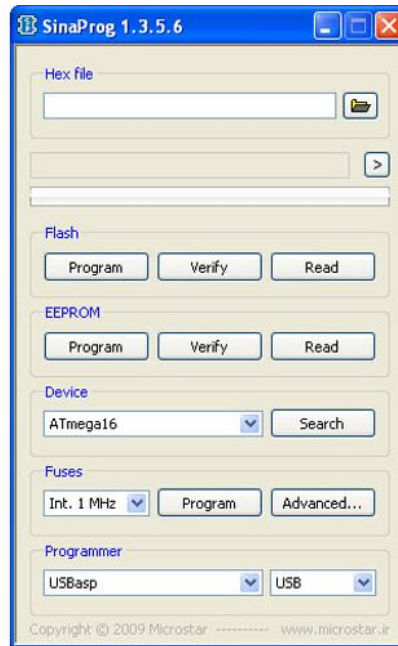 SinaProg 1.3.5.6
Hex file
>
Flash
Program Verify Read
EEPROM
Program Verify Read
Device
ATmega16 Search
Fuses
Int. 1 MHz Program Advanced...
Programmer
USBasp USB
Copyright © 2009 Microstar ---------- www.microstar.ir